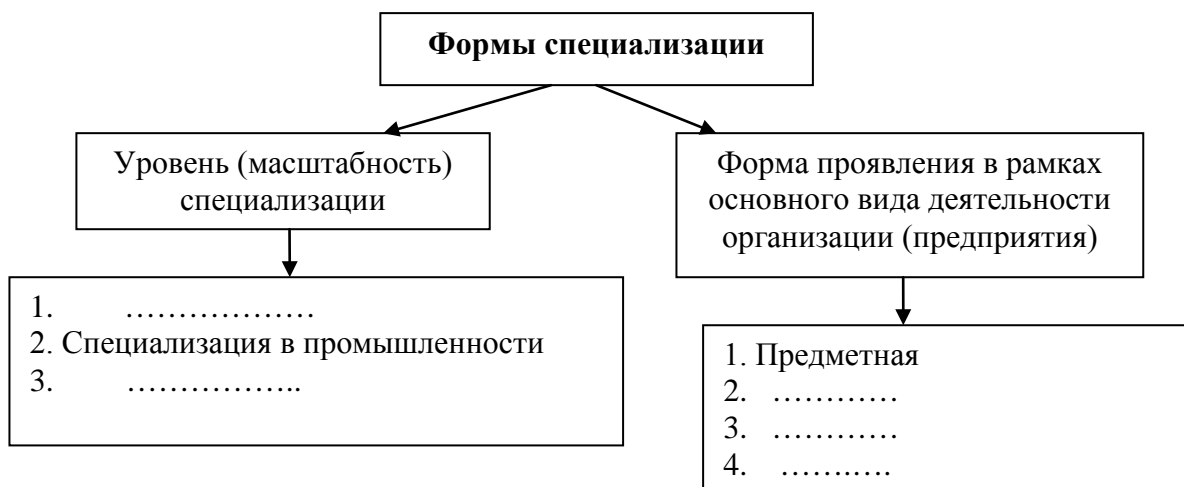 Формы специализации
Уровень (масштабность)
специализации
Форма проявления в рамках
основного вида деятельности
организации (предприятия)
1. ………………
2. Специализация в промышленности
3. ……………..
1. Предметная
2. …………
3. …………
4. …….….